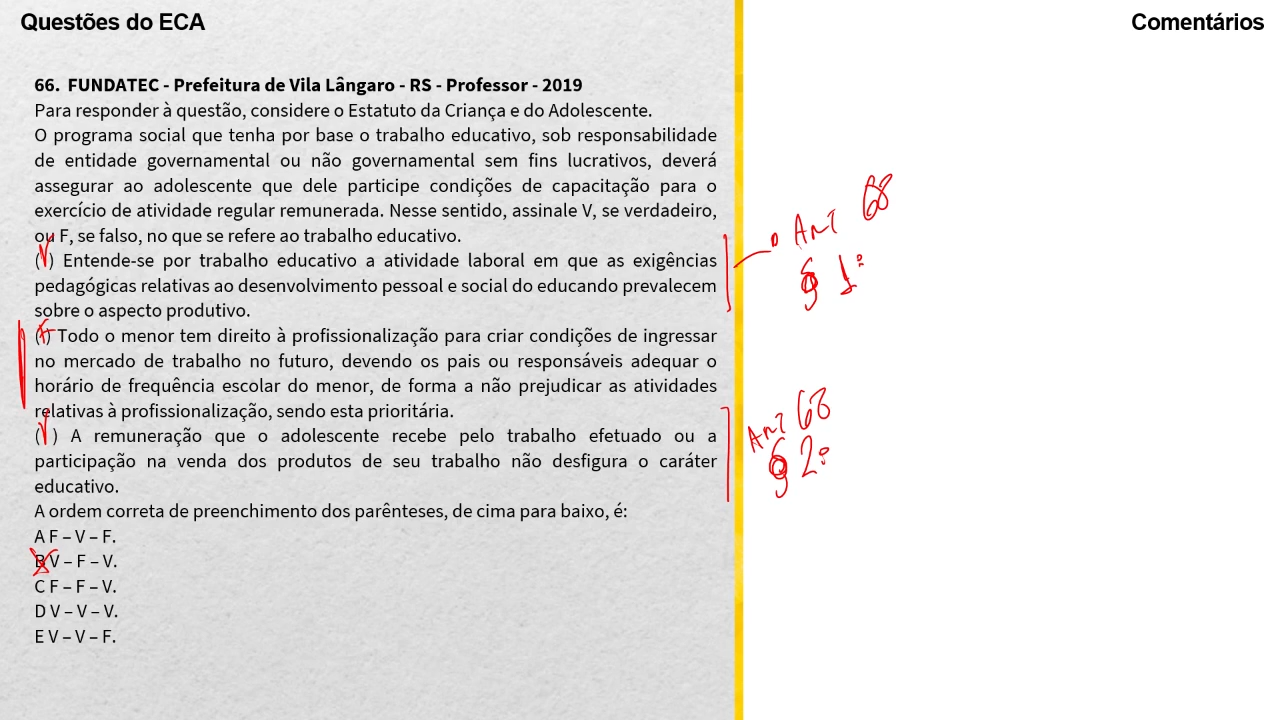 Questões do ECA
Comentários
66. FUNDATEC - Prefeitura de Vila Lângaro - RS - Professor - 2019
Para responder à questão, considere o Estatuto da Criança e do Adolescente.
O programa social que tenha por base o trabalho educativo, sob responsabilidade
de entidade governamental ou não governamental sem fins lucrativos, deverá
assegurar ao adolescente que dele participe condições de capacitação para o
exercício de atividade regular remunerada. Nesse sentido, assinale V, se verdadeiro,
ou F, se falso, no que se refere ao trabalho educativo.
(V) Entende-se por trabalho educativo a atividade laboral em que as exigências
pedagógicas relativas ao desenvolvimento pessoal e social do educando prevalecem
sobre o aspecto produtivo.
(F) Todo o menor tem direito à profissionalização para criar condições de ingressar
no mercado de trabalho no futuro, devendo os pais ou responsáveis adequar o
horário de frequência escolar do menor, de forma a não prejudicar as atividades
relativas à profissionalização, sendo esta prioritária.
(V) A remuneração que o adolescente recebe pelo trabalho efetuado ou a
participação na venda dos produtos de seu trabalho não desfigura o caráter
educativo.
A ordem correta de preenchimento dos parênteses, de cima para baixo, é:
A F – V – F.
B V – F – V.
C F – F – V.
D V – V – V.
E V – V – F.
Art 68
§ 1º
Art 68
§ 2º